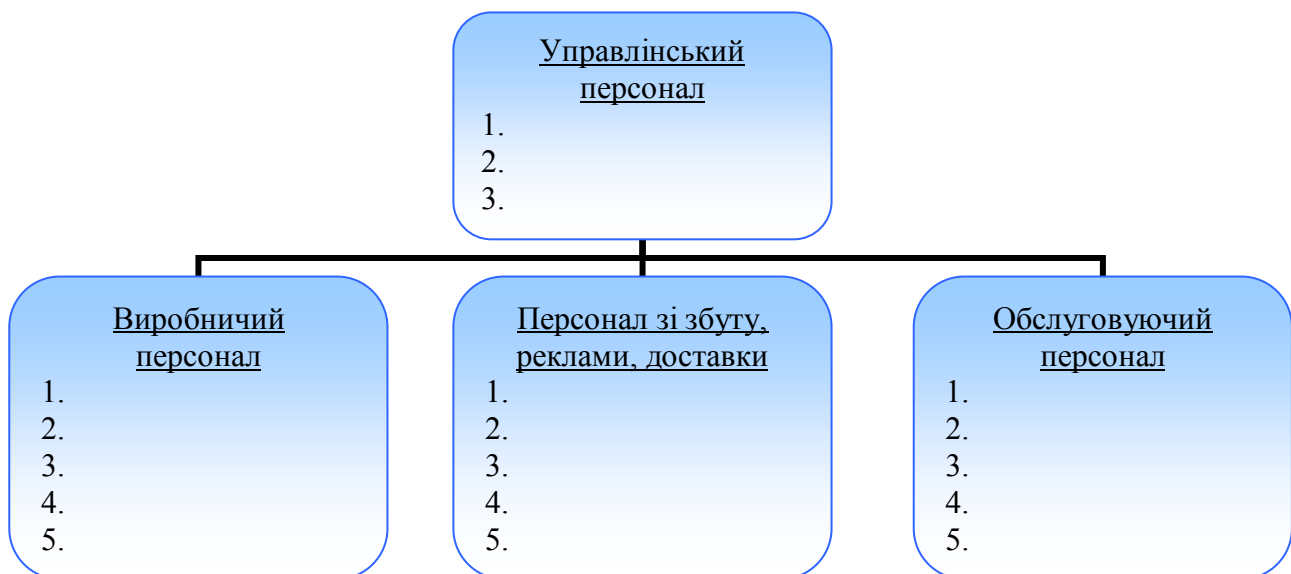 Управлінський
персонал
1.
2.
3.
Виробничий
персонал
1.
2.
3.
4.
5.
Персонал зі збуту,
реклами, доставки
1.
2.
3.
4.
5.
Обслуговуючий
персонал
1.
2.
3.
4.
5.